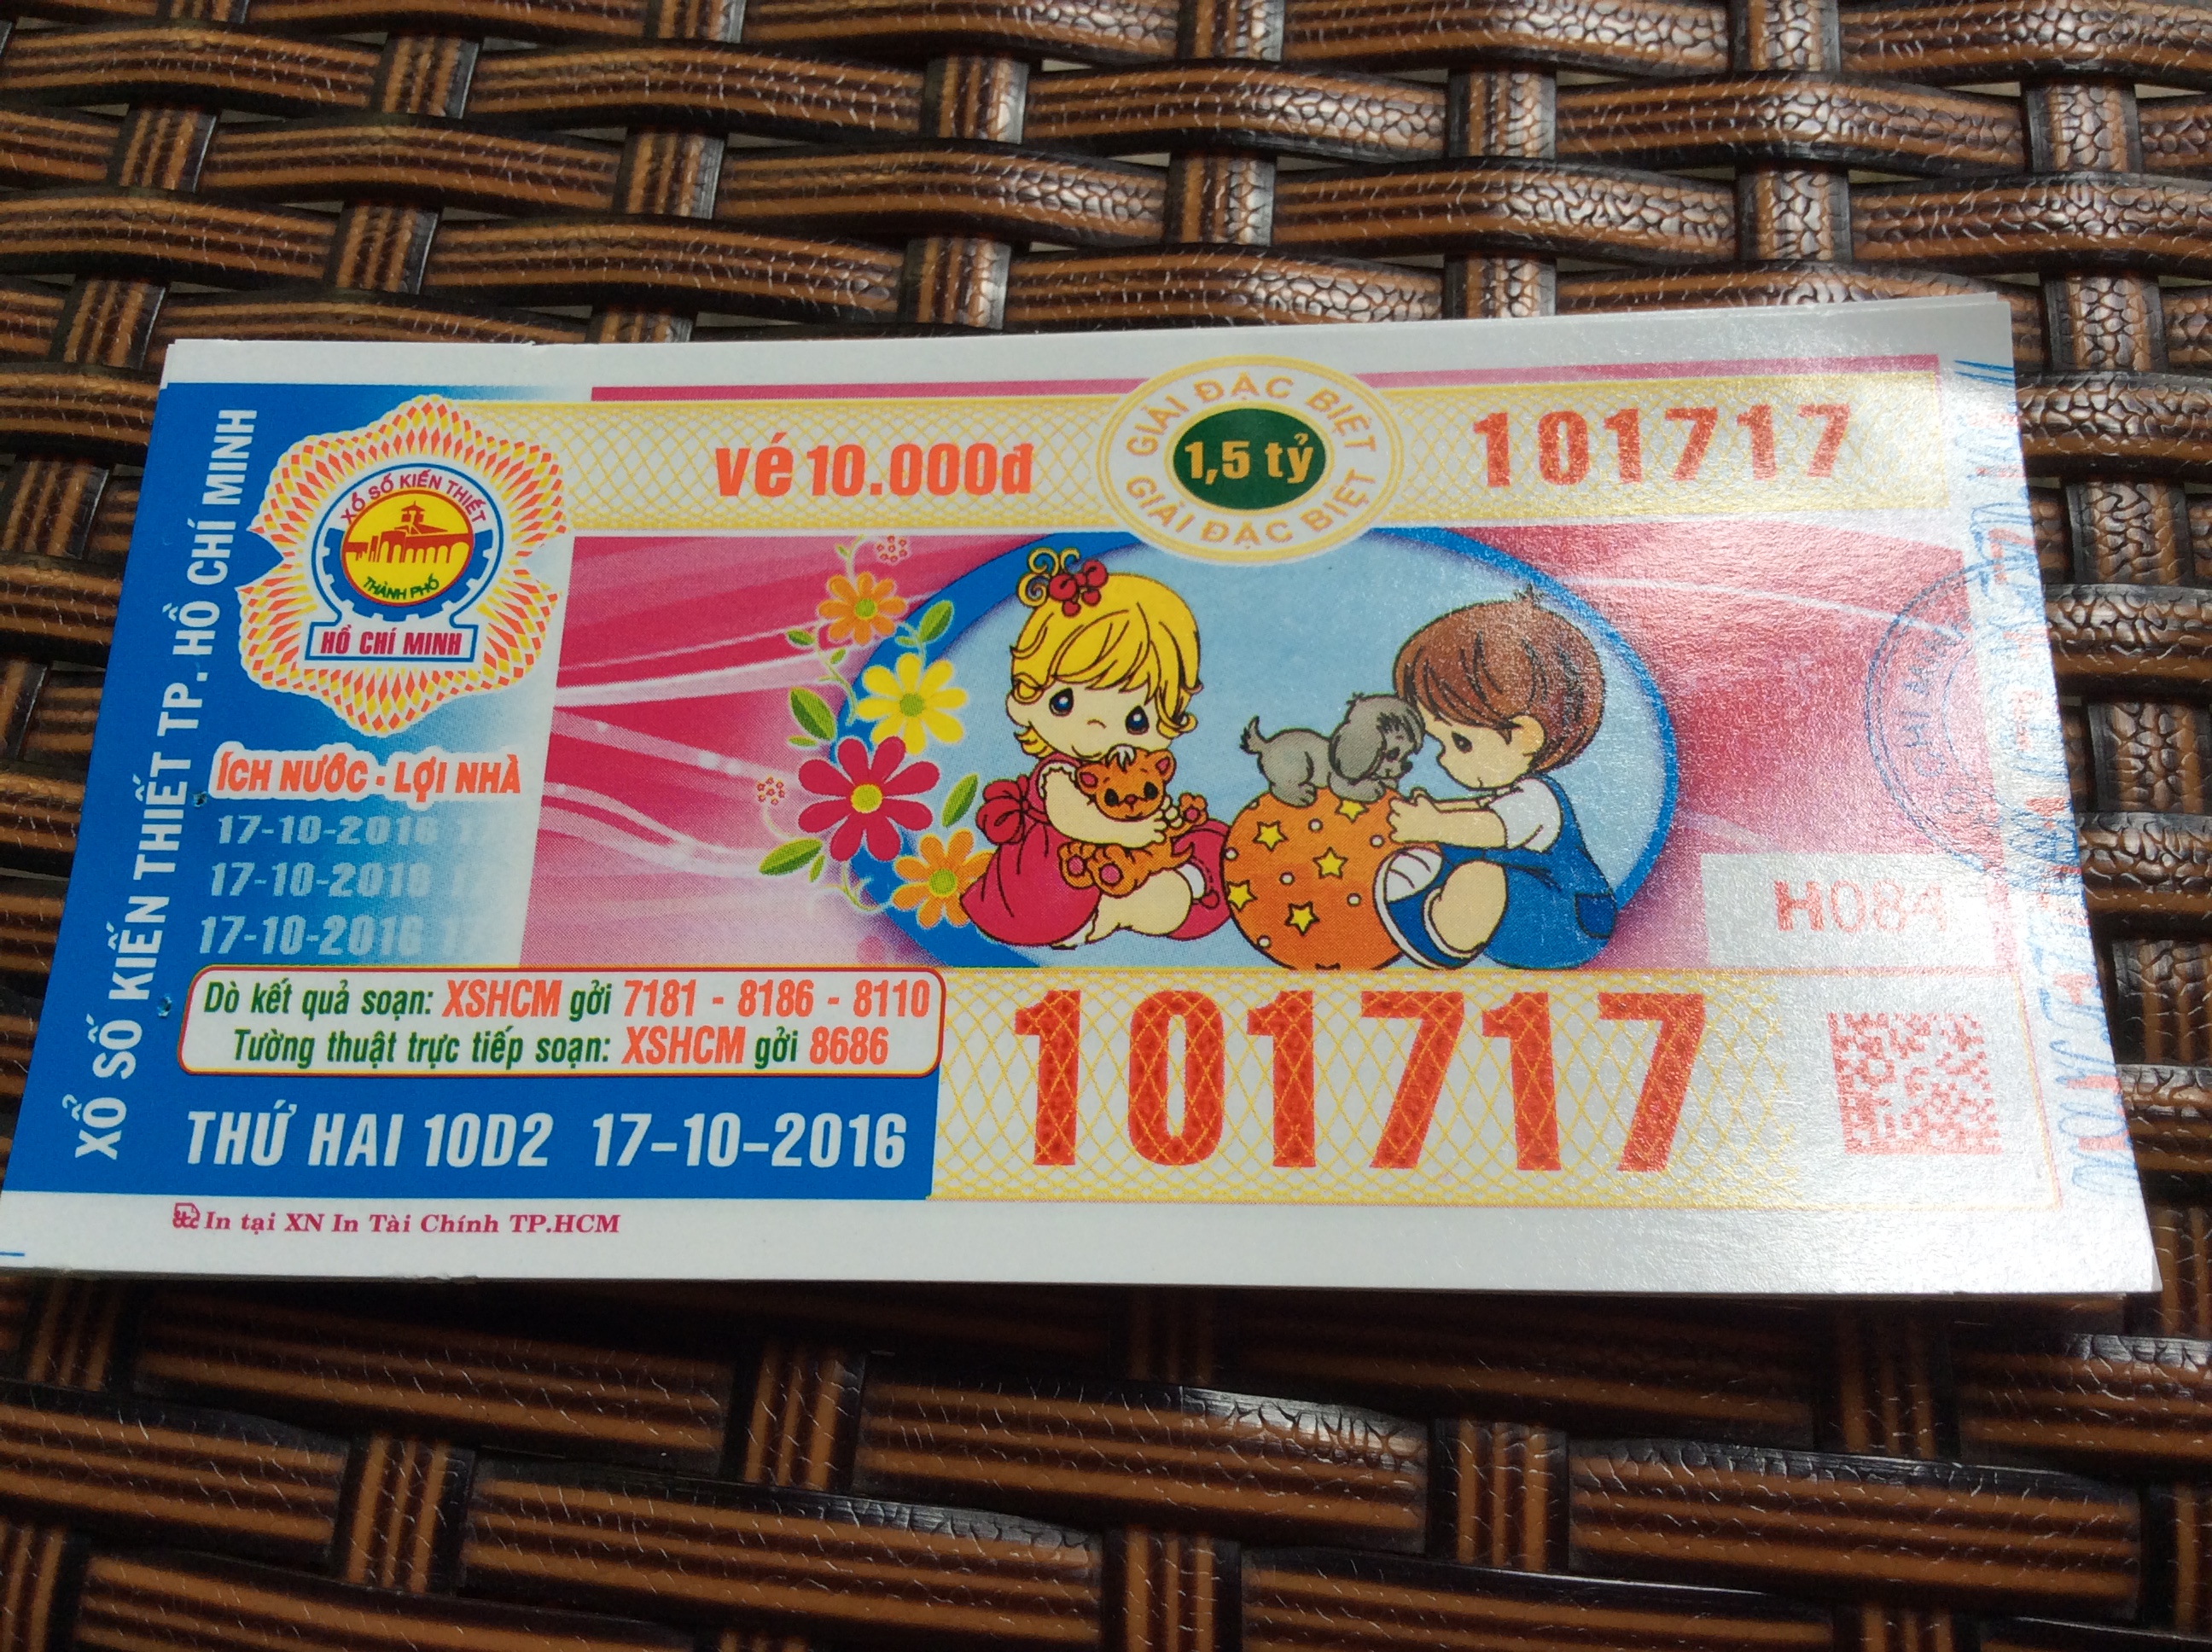 XỔ SỐ KIẾN THIẾT TP. HỒ CHÍ MINH
XỔ SỐ KIẾN THIẾT
THÀNH PHỐ
HỒ CHÍ MINH
vé 10.000đ
GIẢI ĐẶC BIỆT
1,5 tỷ
GIẢI ĐẶC BIỆT
101717
ÍCH NƯỚC - LỢI NHÀ
17-10-2016
17-10-2016
17-10-2016
H084
Dò kết quả soạn: XSHCM gởi 7181 - 8186 - 8110
Tường thuật trực tiếp soạn: XSHCM gởi 8686
THỨ HAI 10D2 17-10-2016
101717
In tại XN In Tài Chính TP.HCM